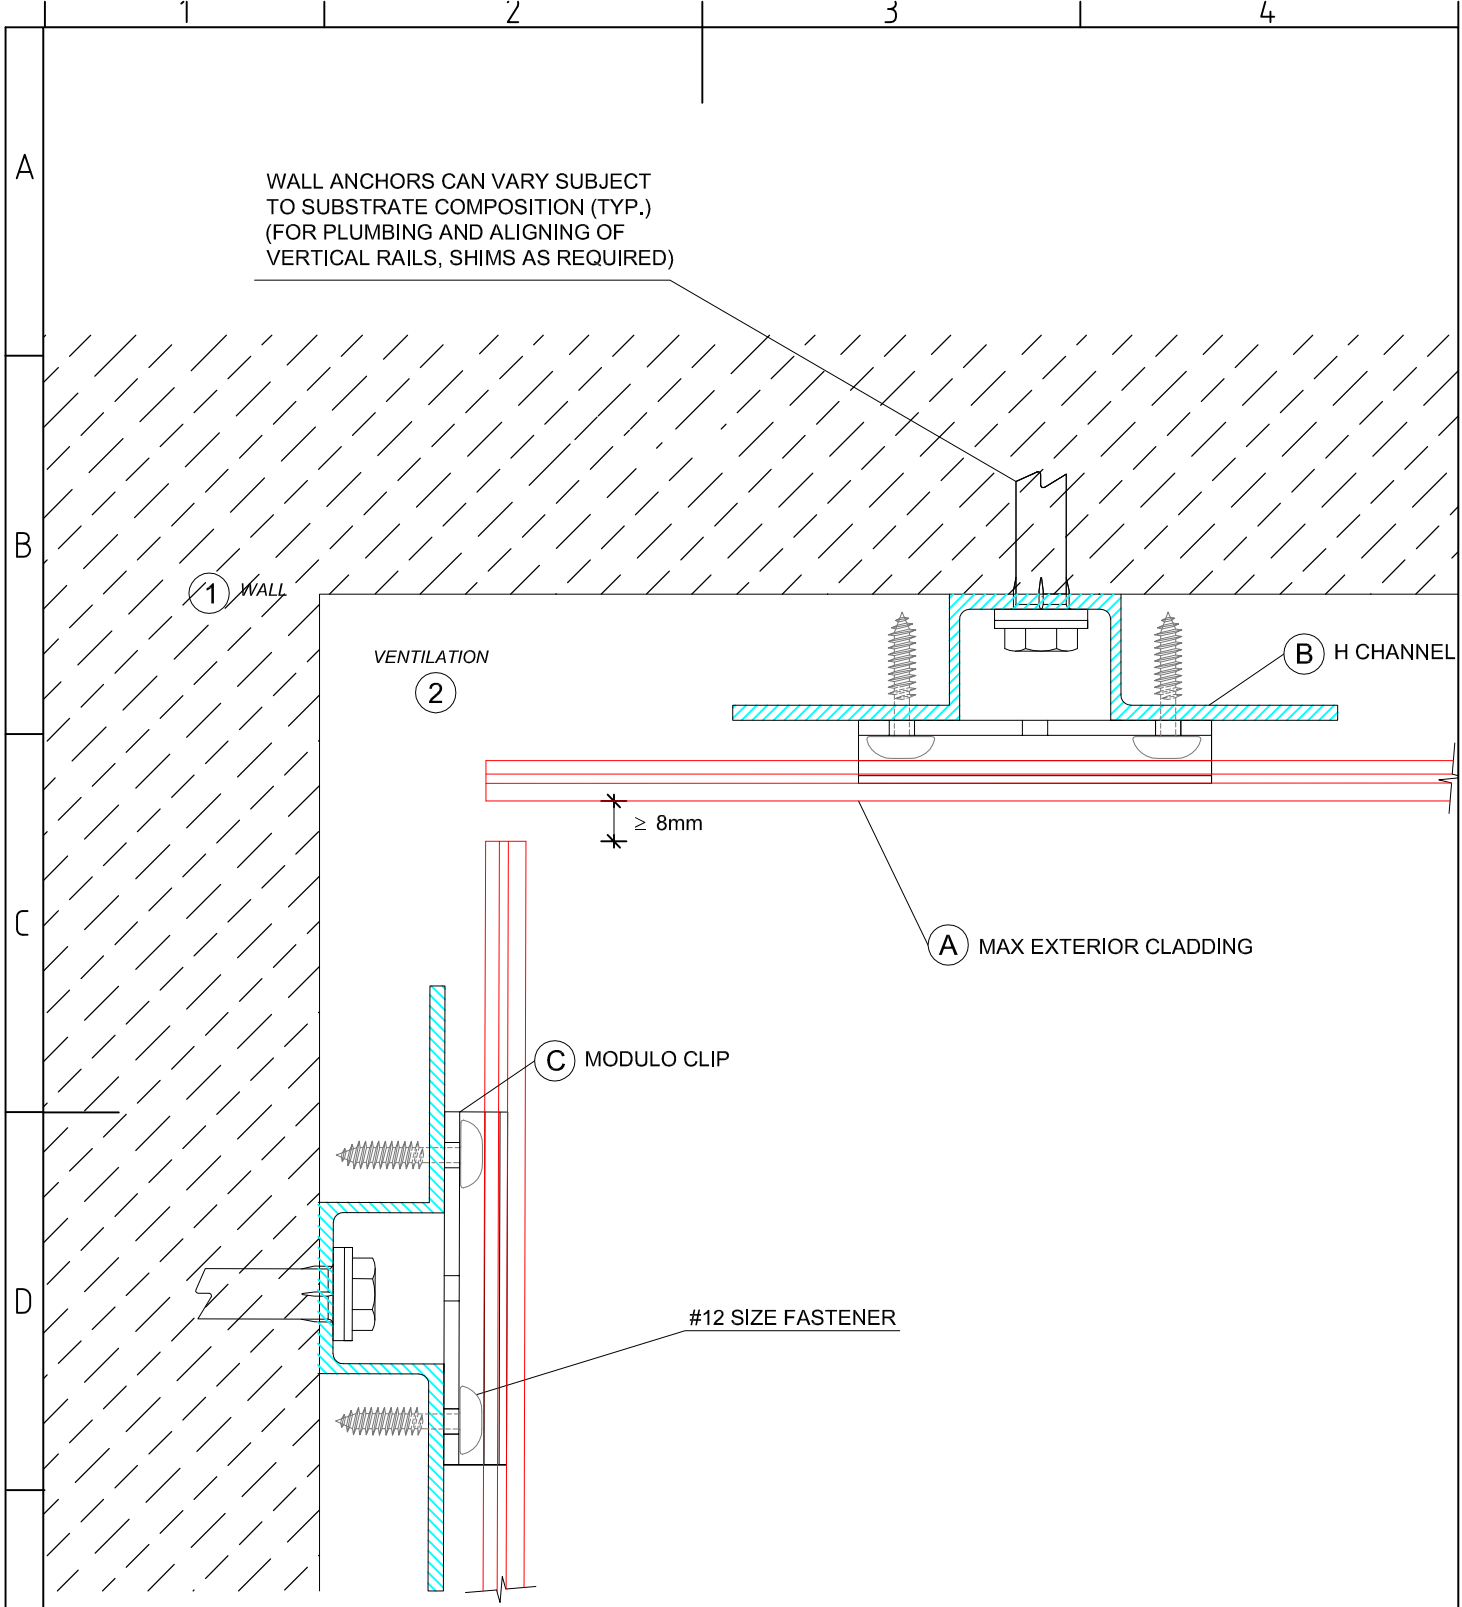 1 2 3 4
A
WALL ANCHORS CAN VARY SUBJECT
TO SUBSTRATE COMPOSITION (TYP.)
(FOR PLUMBING AND ALIGNING OF
VERTICAL RAILS, SHIMS AS REQUIRED)
B
1 WALL
VENTILATION
2
B H CHANNEL
≥ 8mm
C
A MAX EXTERIOR CLADDING
C MODULO CLIP
D
#12 SIZE FASTENER